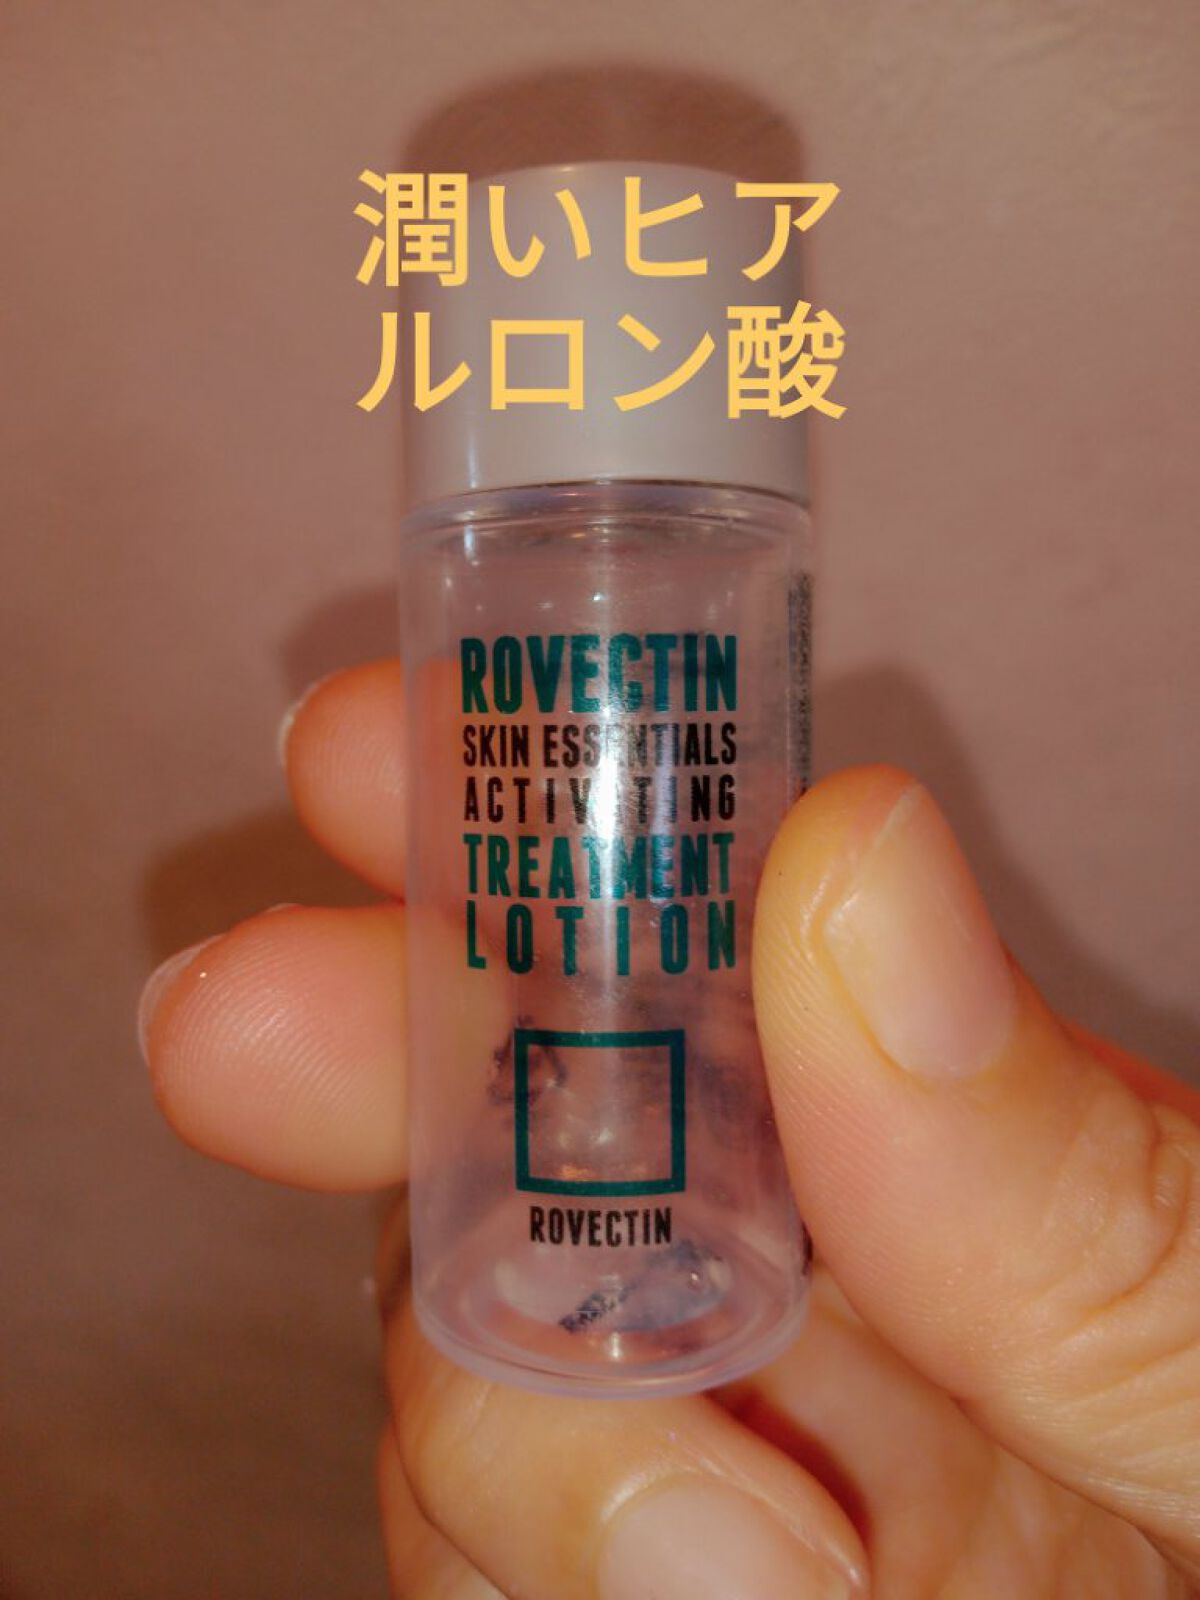 潤いヒア
ルロン酸
ROVECTIN
SKIN ESSENTIALS
ACTIVATING
TREATMENT
LOTION
ROVECTIN